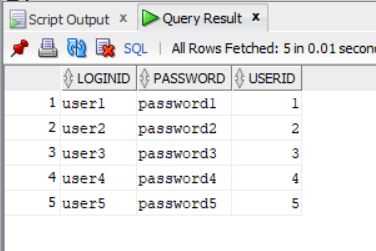 Script Output x Query Result x
SQL | All Rows Fetched: 5 in 0.01 secon
LOGINID PASSWORD USERID
1 user1 password1 1
2 user2 password2 2
3 user3 password3 3
4 user4 password4 4
5 user5 password5 5